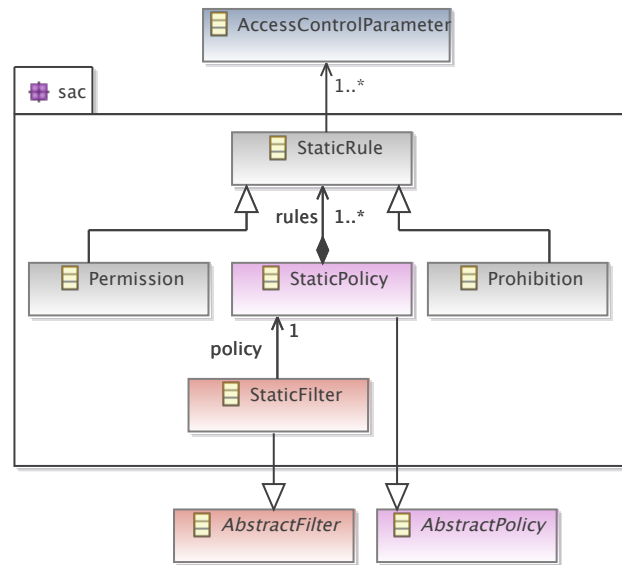 AccessControlParameter
1..*
sac
StaticRule
rules 1..*
Permission
StaticPolicy
Prohibition
1
policy
StaticFilter
AbstractFilter
AbstractPolicy